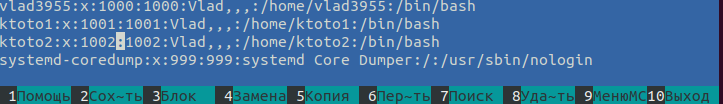 vlad3955:x:1000:1000:Vlad,,,:/home/vlad3955:/bin/bash
ktoto1:x:1001:1001:Vlad,,,:/home/ktoto1:/bin/bash
ktoto2:x:1002:1002:Vlad,,,:/home/ktoto2:/bin/bash
systemd-coredump:x:999:999:systemd Core Dumper:/:/usr/sbin/nologin
1Помощь 2Сох~ть 3Блок 4Замена 5Копия 6Пер~ть 7Поиск 8Уда~ть 9МенюМС 10Выход